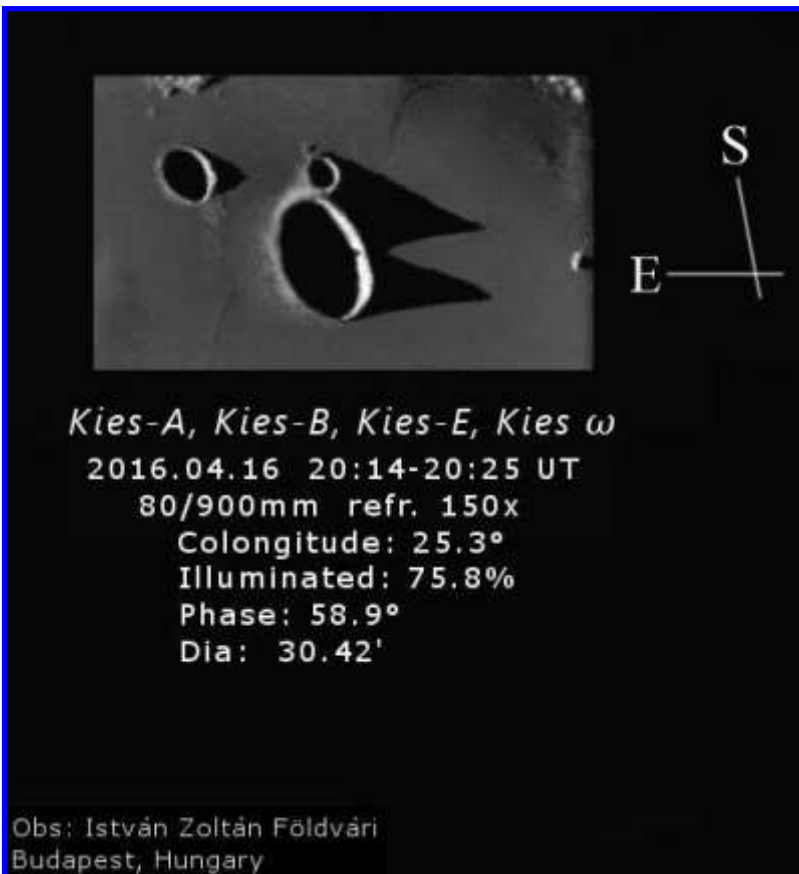 S
E
Kies-A, Kies-B, Kies-E, Kies ω
2016.04.16 20:14-20:25 UT
80/900mm refr. 150x
Colongitude: 25.3°
Illuminated: 75.8%
Phase: 58.9°
Dia: 30.42'
Obs: István Zoltán Földvári
Budapest, Hungary